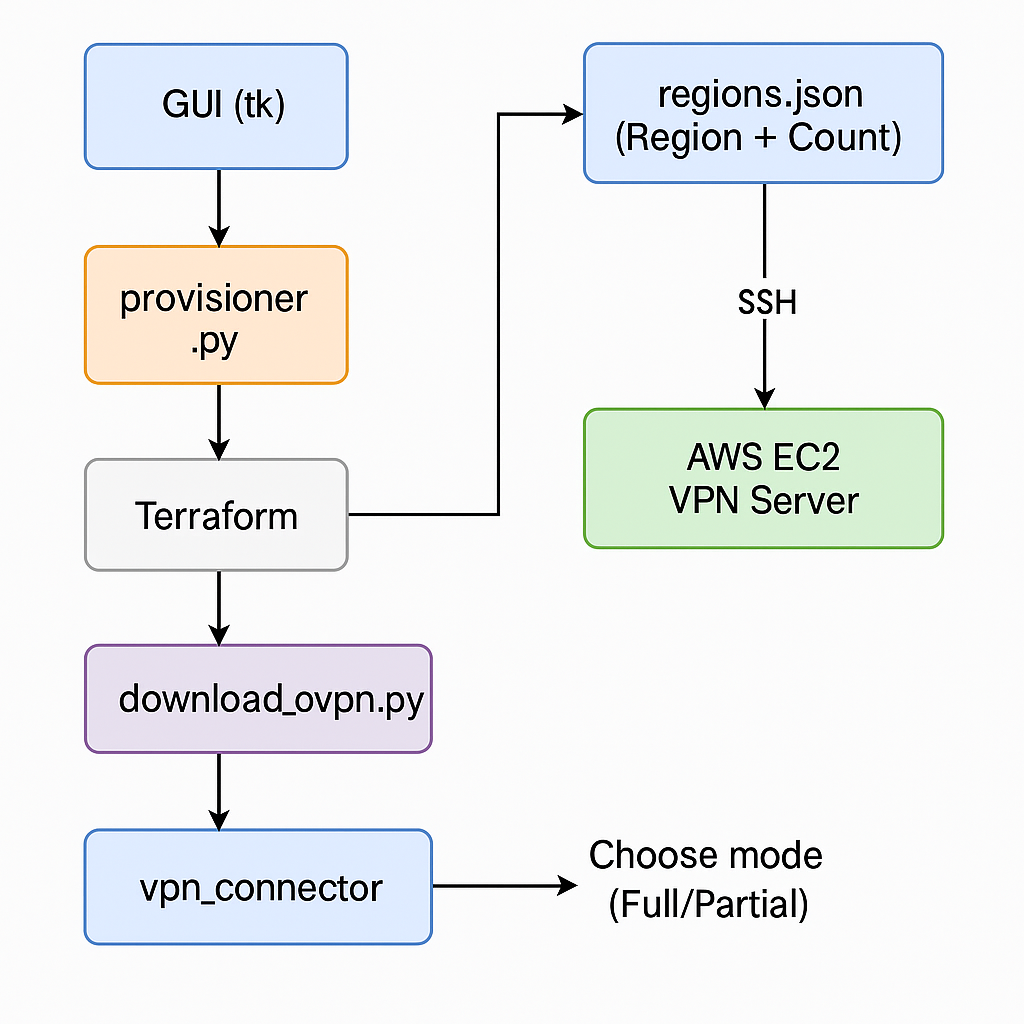 GUI (tk)
provisioner
.py
Terraform
download_ovpn.py
vpn_connector
regions.json
(Region + Count)
SSH
AWS EC2
VPN Server
Choose mode
(Full/Partial)